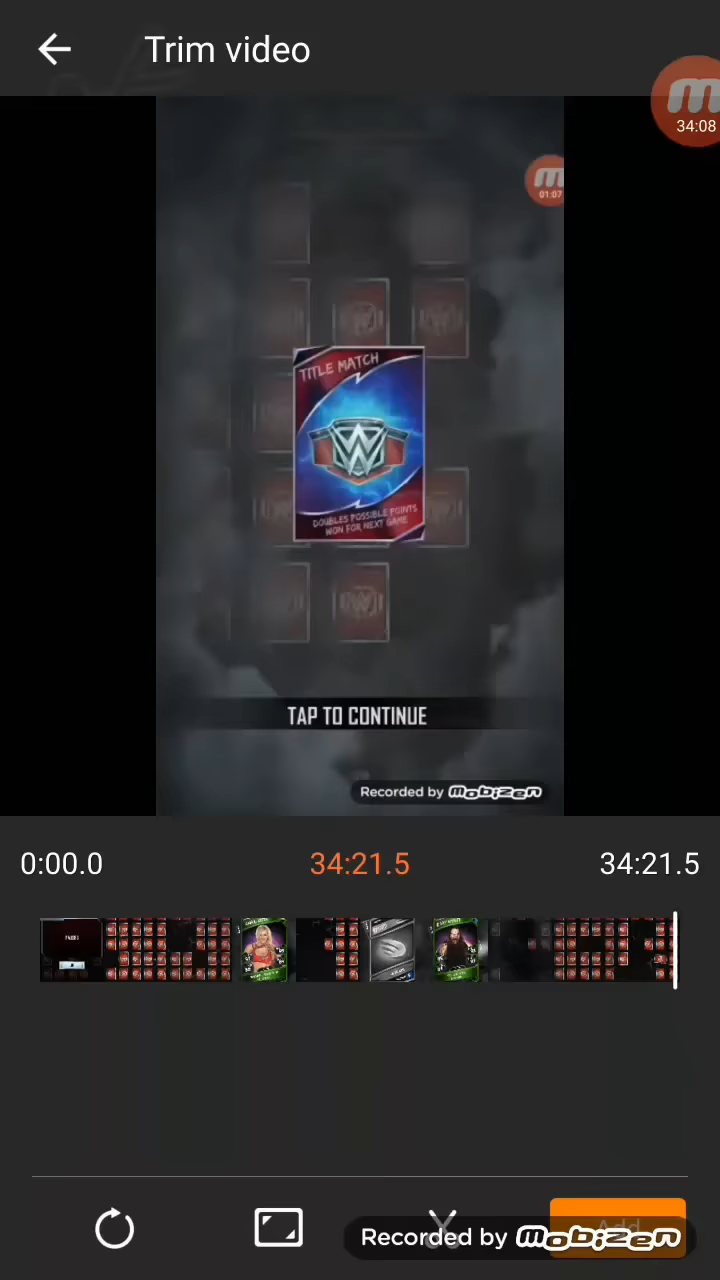 Trim video
34:08
01:07
TITLE MATCH
DOUBLES POSSIBLE POINTS
WON FOR NEXT GAME
TAP TO CONTINUE
Recorded by mobizen
0:00.0
34:21.5
34:21.5
Add
Recorded by mobizen